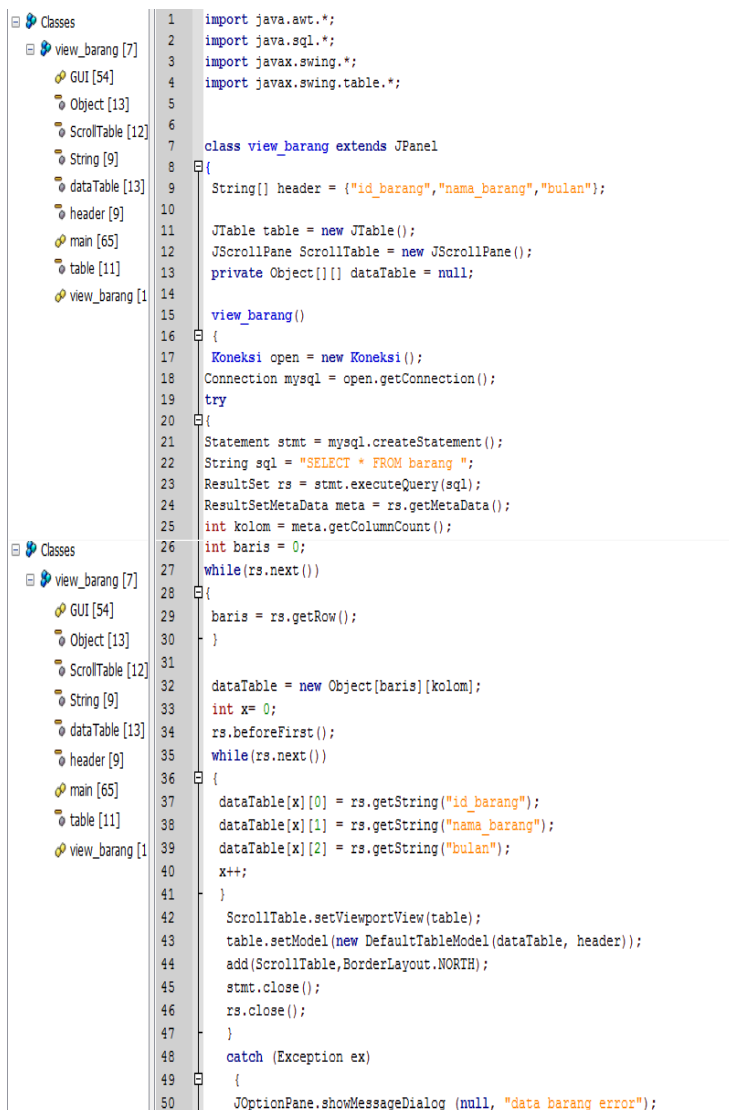 Classes
view_barang [7]
GUI [54]
Object [13]
ScrollTable [12]
String [9]
dataTable [13]
header [9]
main [65]
table [11]
view_barang [1
1 import java.awt.*;
2 import java.sql.*;
3 import javax.swing.*;
4 import javax.swing.table.*;
5
6
7 class view_barang extends JPanel
8 {
9 String[] header = {"id_barang","nama_barang","bulan"};
10
11 JTable table = new JTable();
12 JScrollPane ScrollTable = new JScrollPane();
13 private Object[][] dataTable = null;
14
15 view_barang()
16 {
17 Koneksi open = new Koneksi();
18 Connection mysql = open.getConnection();
19 try
20 {
21 Statement stmt = mysql.createStatement();
22 String sql = "SELECT * FROM barang ";
23 ResultSet rs = stmt.executeQuery(sql);
24 ResultSetMetaData meta = rs.getMetaData();
25 int kolom = meta.getColumnCount();
Classes
view_barang [7]
GUI [54]
Object [13]
ScrollTable [12]
String [9]
dataTable [13]
header [9]
main [65]
table [11]
view_barang [1
26 int baris = 0;
27 while(rs.next())
28 {
29 baris = rs.getRow();
30 }
31
32 dataTable = new Object[baris][kolom];
33 int x= 0;
34 rs.beforeFirst();
35 while(rs.next())
36 {
37 dataTable[x][0] = rs.getString("id_barang");
38 dataTable[x][1] = rs.getString("nama_barang");
39 dataTable[x][2] = rs.getString("bulan");
40 x++;
41 }
42 ScrollTable.setViewportView(table);
43 table.setModel(new DefaultTableModel(dataTable, header));
44 add(ScrollTable,BorderLayout.NORTH);
45 stmt.close();
46 rs.close();
47 }
48 catch (Exception ex)
49 {
50 JOptionPane.showMessageDialog (null, "data barang error");